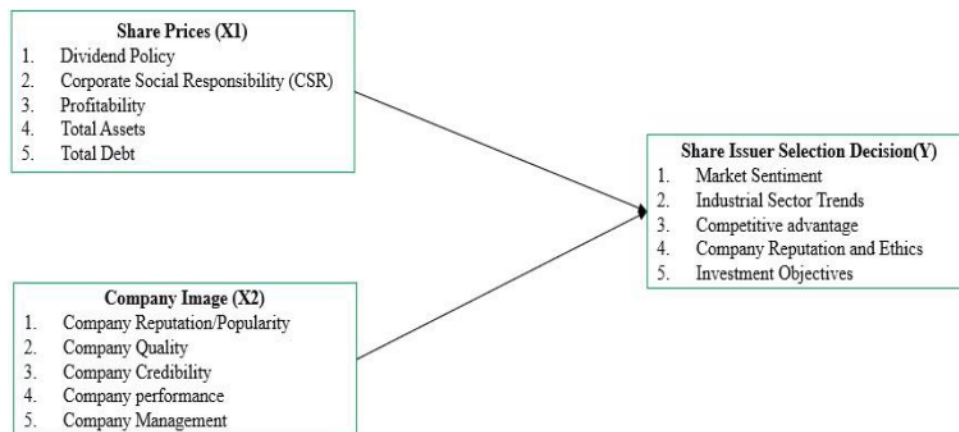 Share Prices (X1)
1. Dividend Policy
2. Corporate Social Responsibility (CSR)
3. Profitability
4. Total Assets
5. Total Debt
Share Issuer Selection Decision(Y)
1. Market Sentiment
2. Industrial Sector Trends
3. Competitive advantage
4. Company Reputation and Ethics
5. Investment Objectives
Company Image (X2)
1. Company Reputation/Popularity
2. Company Quality
3. Company Credibility
4. Company performance
5. Company Management